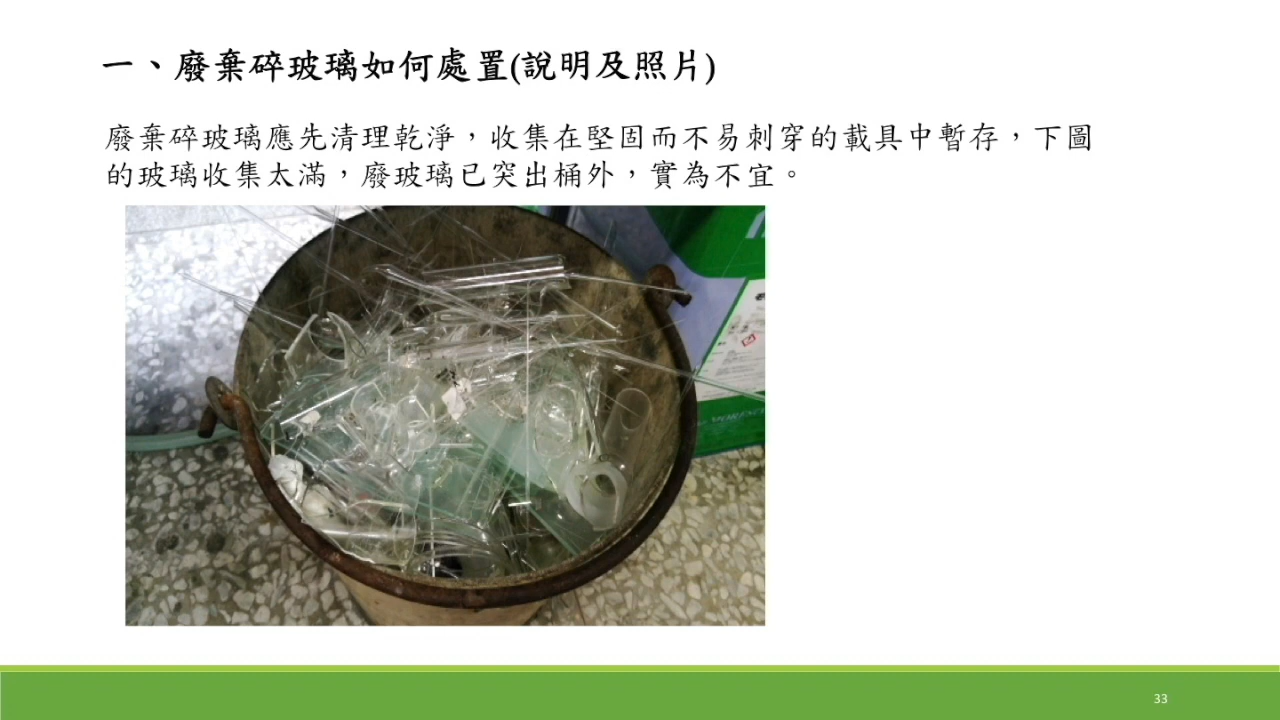 一、廢棄碎玻璃如何處置(說明及照片)
廢棄碎玻璃應先清理乾淨，收集在堅固而不易刺穿的載具中暫存，下圖
的玻璃收集太滿，廢玻璃已突出桶外，實為不宜。
33